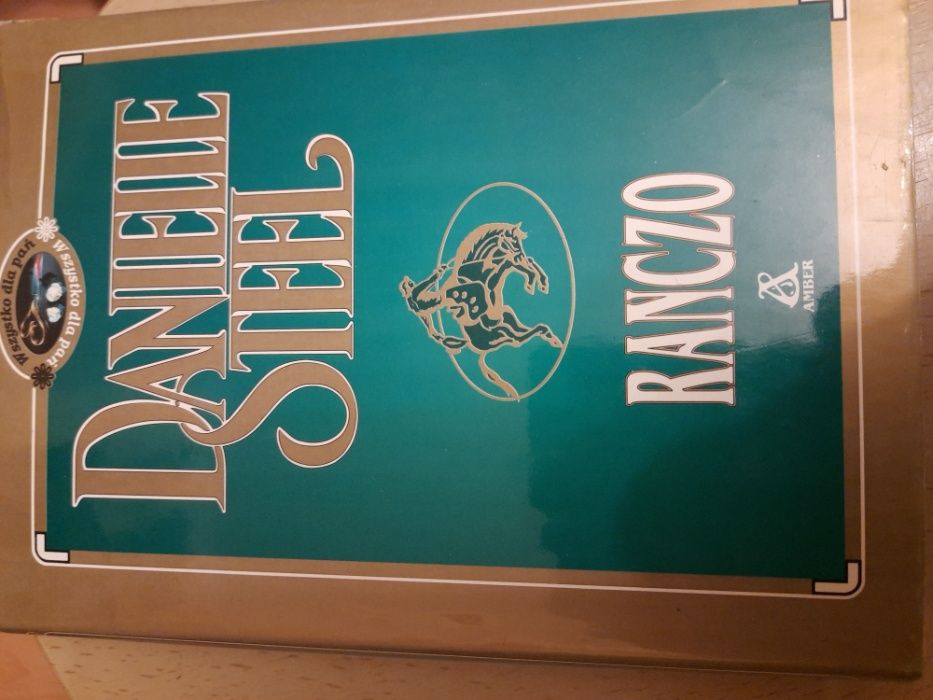 Wszystko dla pań
Wszystko dla pań
DANIELLE
STEEL
RANCZO
AMBER